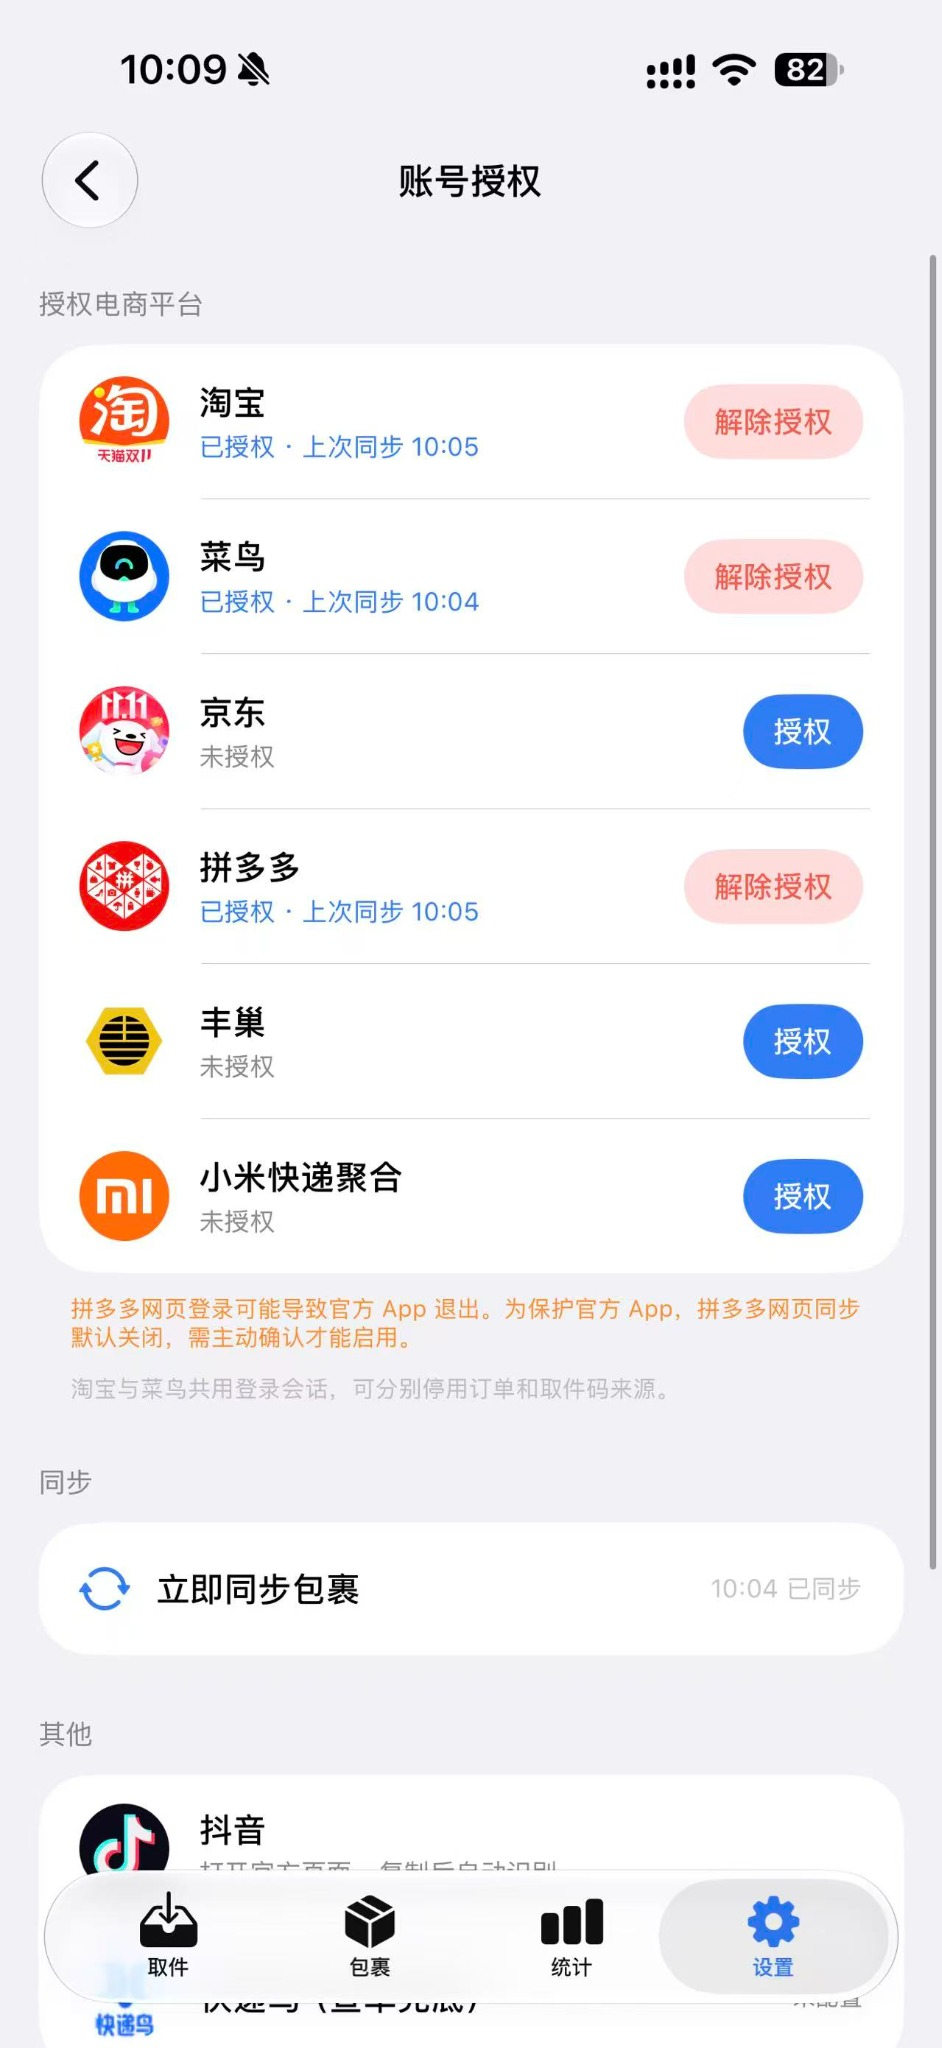 10:09
82
账号授权
授权电商平台
淘
天猫双11
淘宝
已授权 · 上次同步 10:05
解除授权
菜鸟
已授权 · 上次同步 10:04
解除授权
11.11
京东
未授权
授权
拼
拼多多
已授权 · 上次同步 10:05
解除授权
丰巢
未授权
授权
小米快递聚合
未授权
授权
拼多多网页登录可能导致官方 App 退出。为保护官方 App，拼多多网页同步
默认关闭，需主动确认才能启用。
淘宝与菜鸟共用登录会话，可分别停用订单和取件码来源。
同步
立即同步包裹
10:04 已同步
其他
抖音
取件
包裹
统计
设置
快递鸟